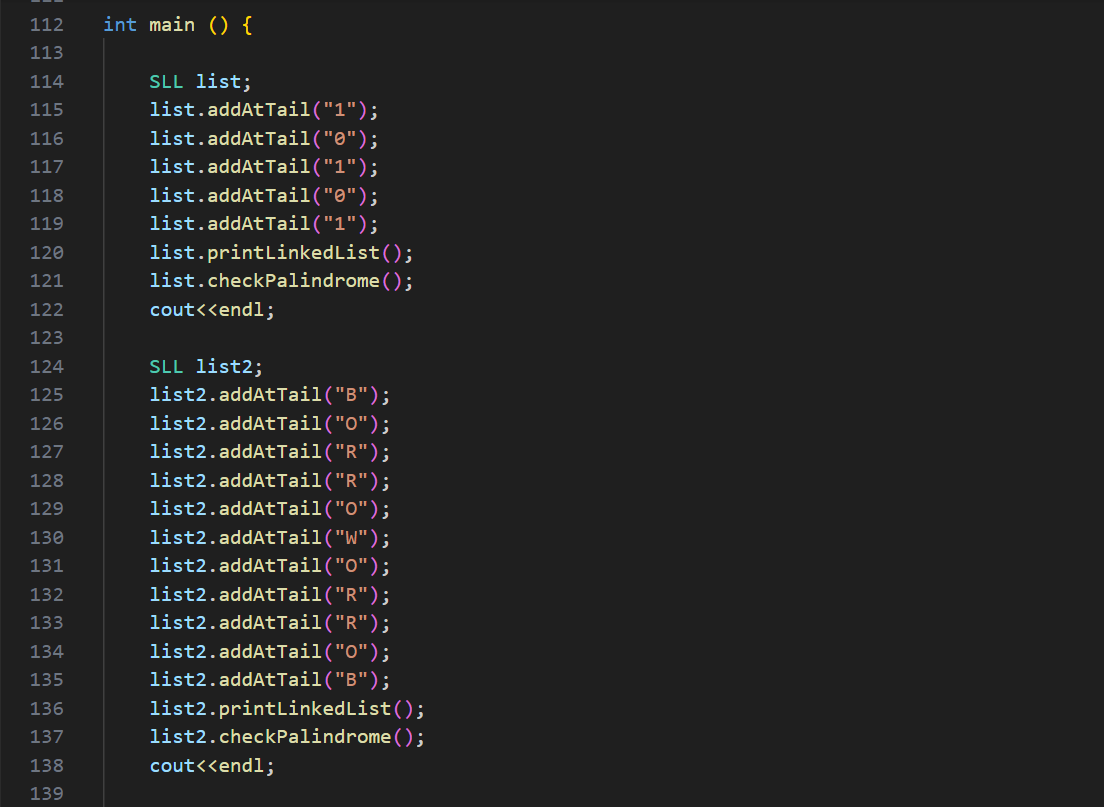 112 int main () {
113
114 SLL list;
115 list.addAtTail("1");
116 list.addAtTail("0");
117 list.addAtTail("1");
118 list.addAtTail("0");
119 list.addAtTail("1");
120 list.printLinkedList();
121 list.checkPalindrome();
122 cout<<endl;
123
124 SLL list2;
125 list2.addAtTail("B");
126 list2.addAtTail("O");
127 list2.addAtTail("R");
128 list2.addAtTail("R");
129 list2.addAtTail("O");
130 list2.addAtTail("W");
131 list2.addAtTail("O");
132 list2.addAtTail("R");
133 list2.addAtTail("R");
134 list2.addAtTail("O");
135 list2.addAtTail("B");
136 list2.printLinkedList();
137 list2.checkPalindrome();
138 cout<<endl;
139